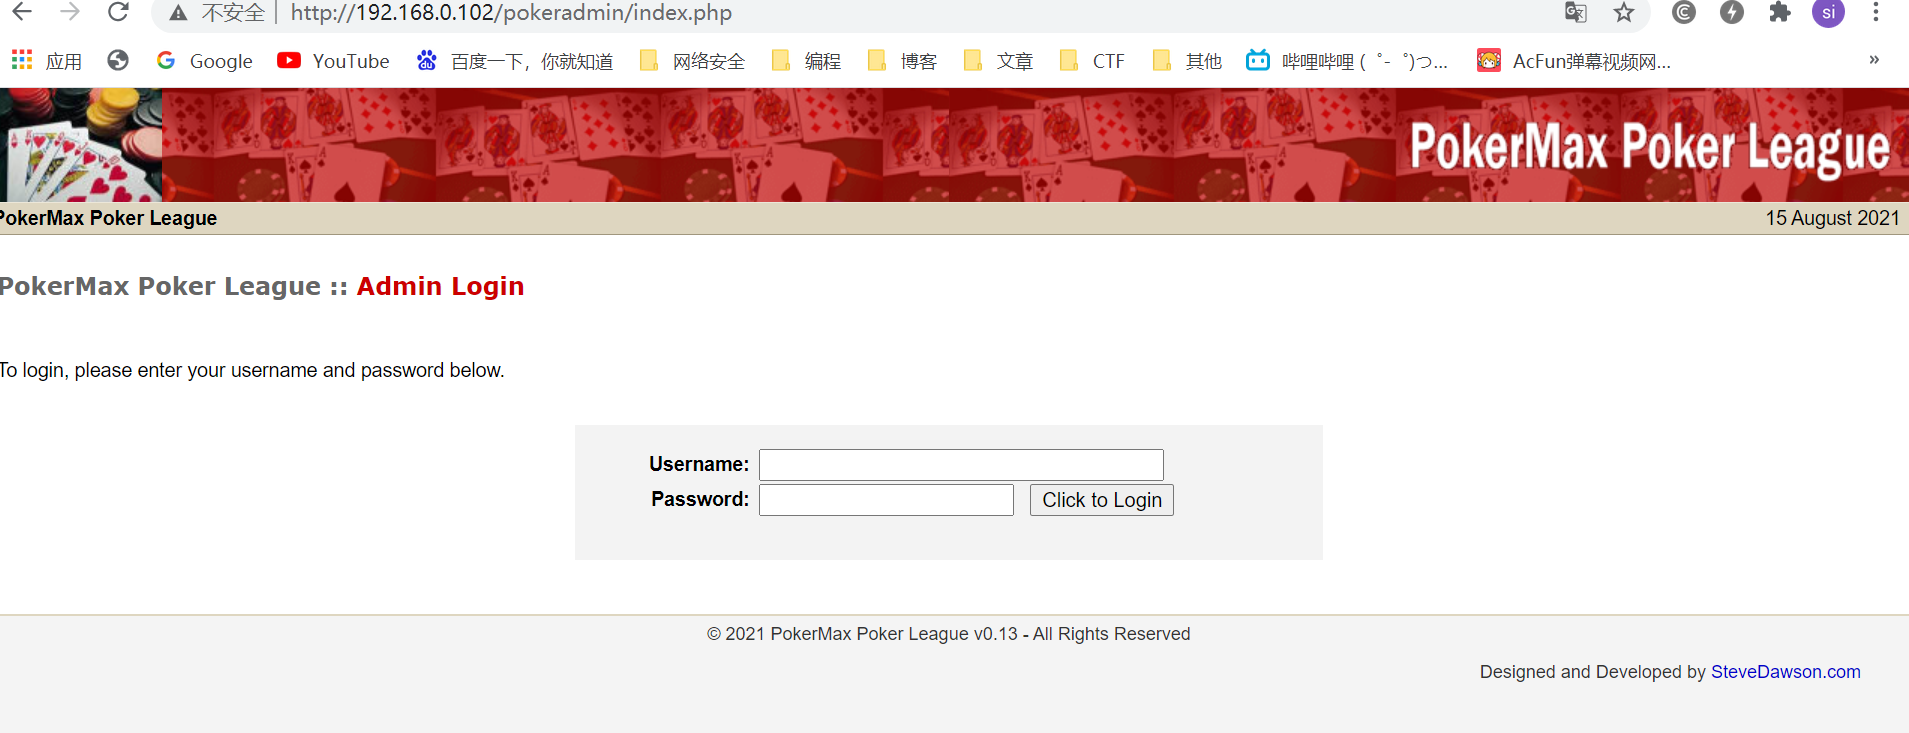 不安全 | http://192.168.0.102/pokeradmin/index.php si
应用 Google YouTube 百度一下，你就知道 网络安全 编程 博客 文章 CTF 其他 哔哩哔哩 (゜-゜)つ... AcFun弹幕视频网... »
PokerMax Poker League
PokerMax Poker League 15 August 2021
PokerMax Poker League :: Admin Login
To login, please enter your username and password below.
Username:
Password: Click to Login
© 2021 PokerMax Poker League v0.13 - All Rights Reserved
Designed and Developed by SteveDawson.com